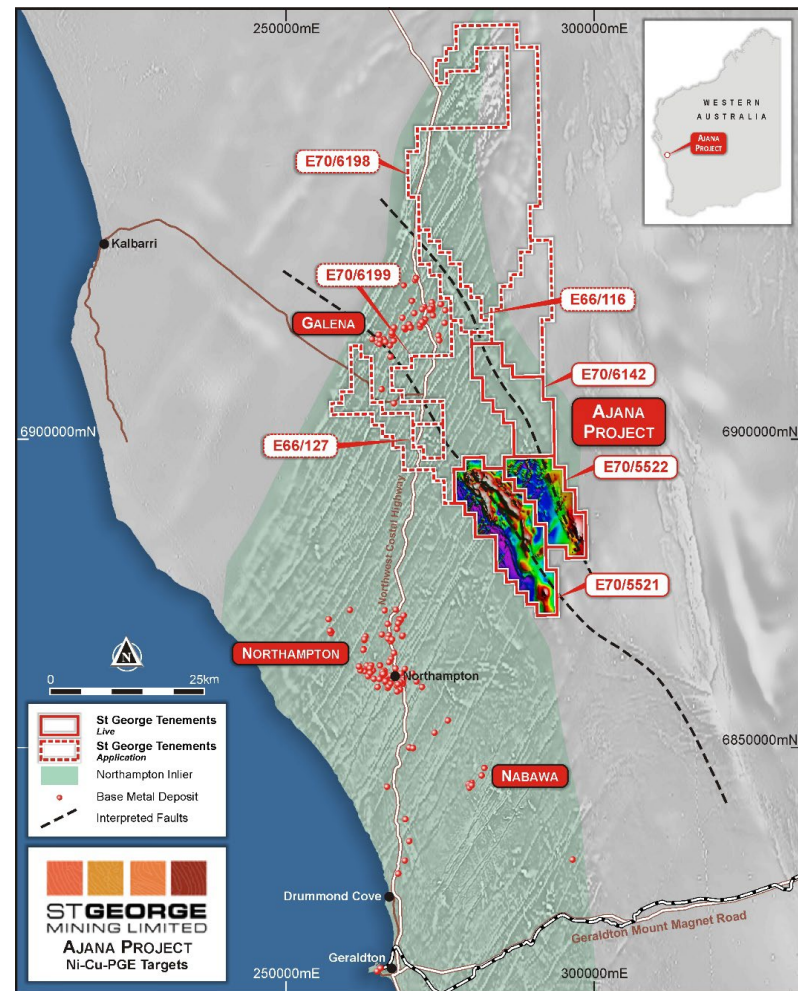 250000mE
300000mE
WESTERN
AUSTRALIA
AJANA
PROJECT
E70/6198
Kalbarri
E70/6199
E66/116
GALENA
E70/6142
AJANA
PROJECT
6900000mN
6900000mN
E66/127
E70/5522
Northwest Costal Highway
E70/5521
NORTHAMPTON
N
Northampton
0
25km
St George Tenements
Live
St George Tenements
Application
Northampton Inlier
Base Metal Deposit
Interpreted Faults
6850000mN
NABAWA
STGEORGE
MINING LIMITED
AJANA PROJECT
Ni-Cu-PGE Targets
Drummond Cove
Geraldton Mount Magnet Road
Geraldton
250000mE
300000mE